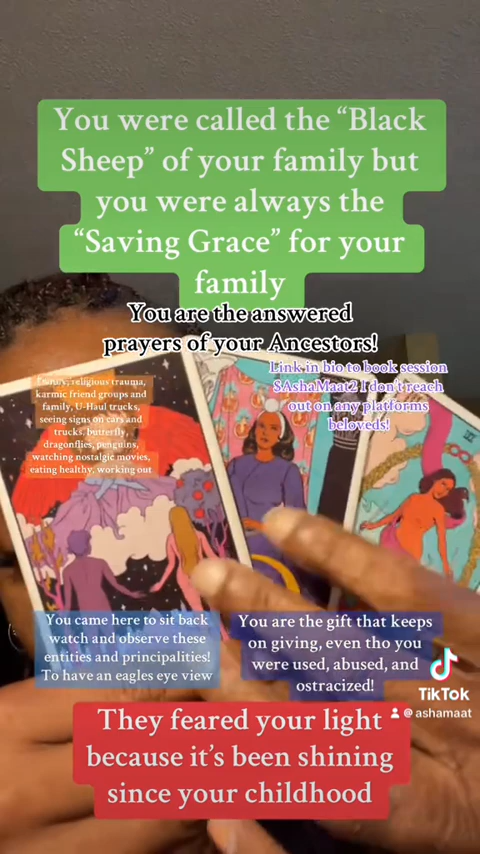 You were called the “Black
Sheep” of your family but
you were always the
“Saving Grace” for your
family
You are the answered
prayers of your Ancestors!
Link in bio to book session
$AshaMaat2 I don't reach
out on any platforms
beloveds!
religious trauma,
karmic friend groups and
family, U-Haul trucks,
seeing signs on cars and
trucks, butterfly,
dragonflies, penguins,
watching nostalgic movies,
eating healthy, working out
You came here to sit back
watch and observe these
entities and principalities!
To have an eagles eye view
You are the gift that keeps
on giving, even tho you
were used, abused, and
ostracized!
TikTok
@ashamaat
They feared your light
because it’s been shining
since your childhood